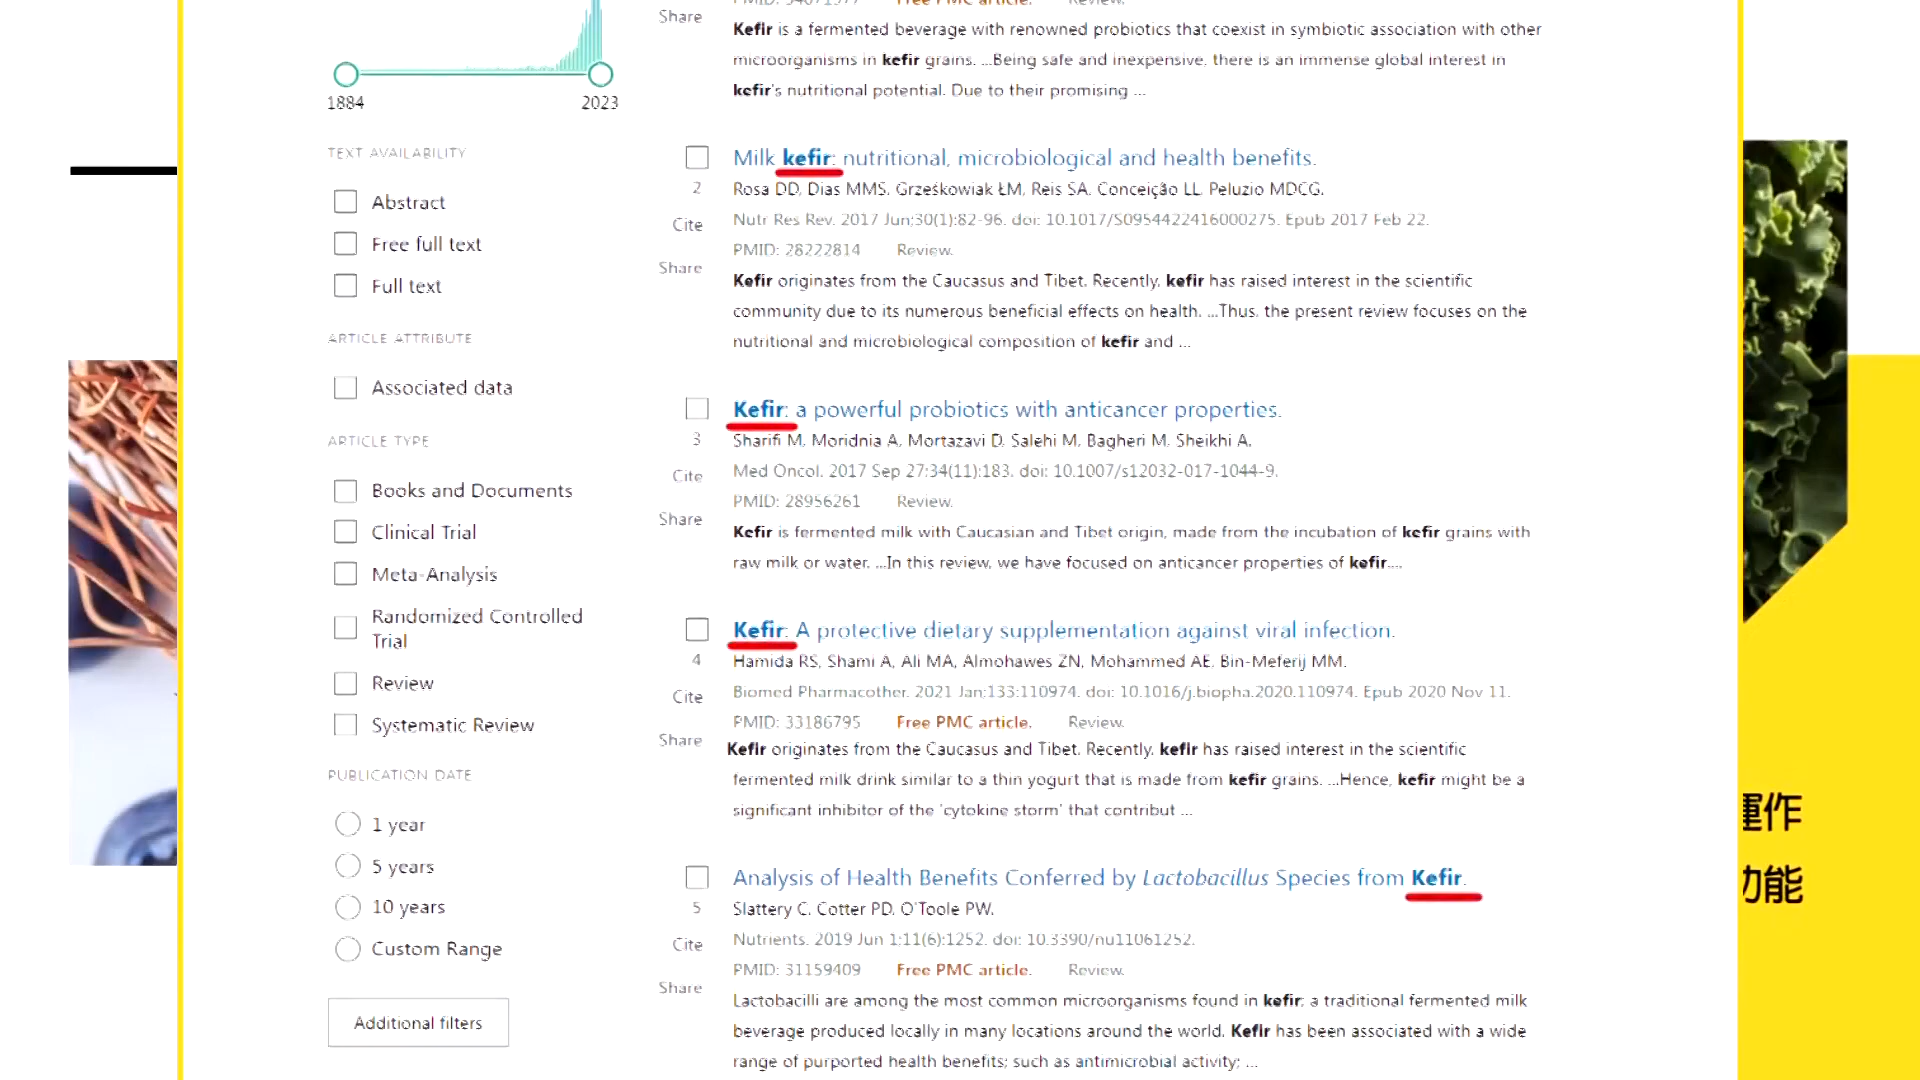 1884 2023
TEXT AVAILABILITY
Abstract
Free full text
Full text
ARTICLE ATTRIBUTE
Associated data
ARTICLE TYPE
Books and Documents
Clinical Trial
Meta-Analysis
Randomized Controlled
Trial
Review
Systematic Review
PUBLICATION DATE
1 year
5 years
10 years
Custom Range
Additional filters
Share
PMID: 34671977 Free PMC article. Review.
Kefir is a fermented beverage with renowned probiotics that coexist in symbiotic association with other
microorganisms in kefir grains. ...Being safe and inexpensive, there is an immense global interest in
kefir's nutritional potential. Due to their promising ...
Milk kefir: nutritional, microbiological and health benefits.
2
Rosa DD, Dias MMS, Grześkowiak ŁM, Reis SA, Conceição LL, Peluzio MDCG.
Cite
Nutr Res Rev. 2017 Jun;30(1):82-96. doi: 10.1017/S0954422416000275. Epub 2017 Feb 22.
PMID: 28222814 Review.
Share
Kefir originates from the Caucasus and Tibet. Recently, kefir has raised interest in the scientific
community due to its numerous beneficial effects on health. ...Thus, the present review focuses on the
nutritional and microbiological composition of kefir and ...
Kefir: a powerful probiotics with anticancer properties.
3
Sharifi M, Moridnia A, Mortazavi D, Salehi M, Bagheri M, Sheikhi A.
Cite
Med Oncol. 2017 Sep 27;34(11):183. doi: 10.1007/s12032-017-1044-9.
PMID: 28956261 Review.
Share
Kefir is fermented milk with Caucasian and Tibet origin, made from the incubation of kefir grains with
raw milk or water. ...In this review, we have focused on anticancer properties of kefir....
Kefir: A protective dietary supplementation against viral infection.
4
Hamida RS, Shami A, Ali MA, Almohawes ZN, Mohammed AE, Bin-Meferij MM.
Cite
Biomed Pharmacother. 2021 Jan;133:110974. doi: 10.1016/j.biopha.2020.110974. Epub 2020 Nov 11.
PMID: 33186795 Free PMC article. Review.
Share
Kefir originates from the Caucasus and Tibet. Recently, kefir has raised interest in the scientific
fermented milk drink similar to a thin yogurt that is made from kefir grains. ...Hence, kefir might be a
significant inhibitor of the 'cytokine storm' that contribut ...
Analysis of Health Benefits Conferred by Lactobacillus Species from Kefir.
5
Slattery C, Cotter PD, O'Toole PW.
Cite
Nutrients. 2019 Jun 1;11(6):1252. doi: 10.3390/nu11061252.
PMID: 31159409 Free PMC article. Review.
Share
Lactobacilli are among the most common microorganisms found in kefir; a traditional fermented milk
beverage produced locally in many locations around the world. Kefir has been associated with a wide
range of purported health benefits; such as antimicrobial activity; ...
運作
功能